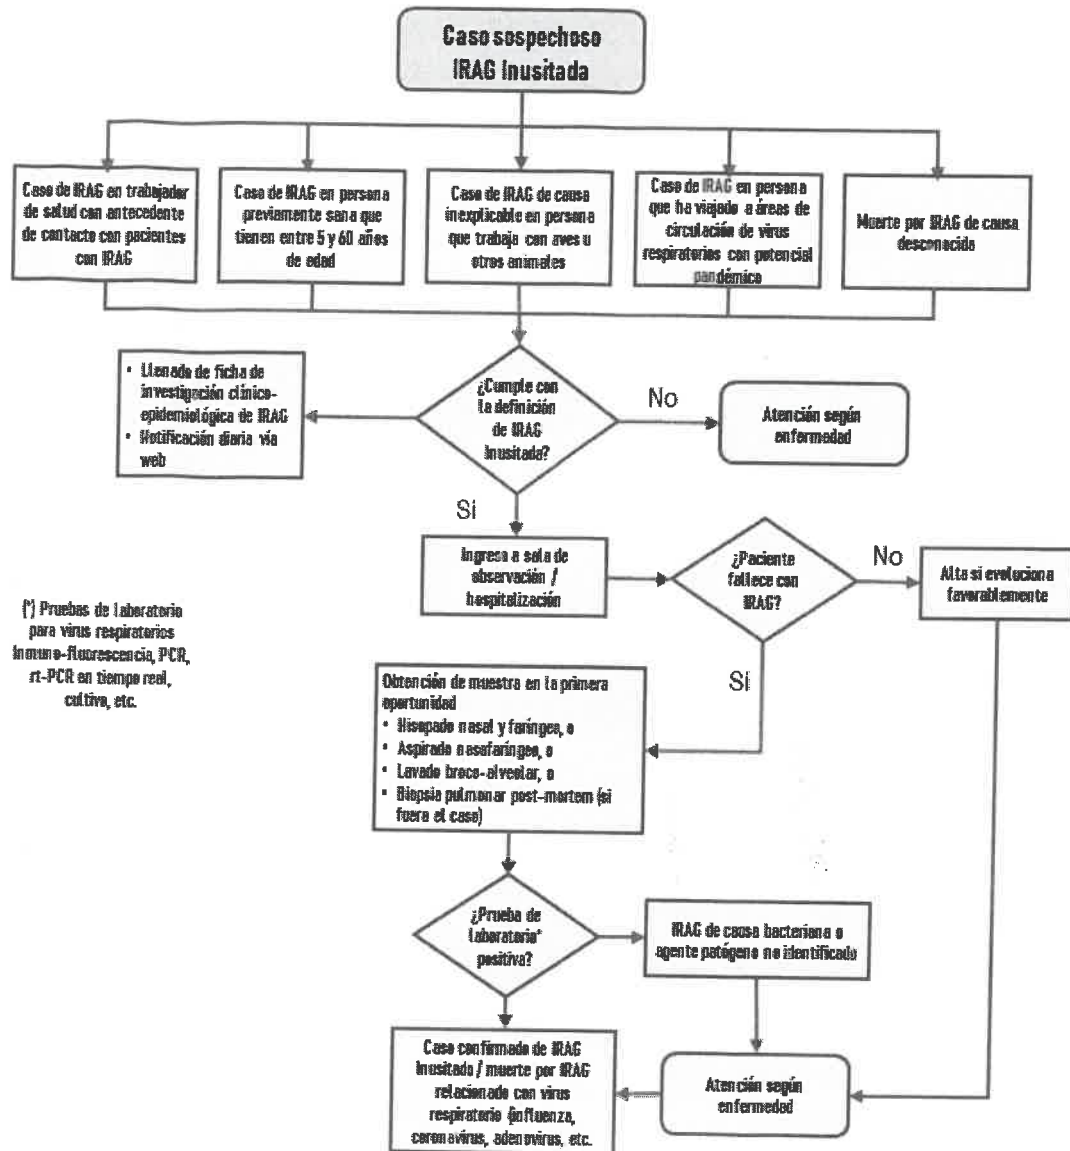 Caso sospechoso
IRAG Inusitada
Caso de IRAG en trabajador
de salud con antecedente
de contacto con pacientes
con IRAG
Caso de IRAG en persona
previamente sana que
tienen entre 5 y 60 años
de edad
Caso de IRAG de causa
inexplicable en persona
que trabaja con aves u
otros animales
Caso de IRAG en persona
que ha viajado a áreas de
circulación de virus
respiratorios con potencial
pandémico
Muerte por IRAG de causa
desconocida
• Llenado de ficha de
investigación clínico-
epidemiológica de IRAG
• Notificación diaria vía
web
¿Cumple con
la definición
de IRAG
Inusitada?
No
Atención según
enfermedad
Si
Ingreso a sala de
observación /
hospitalización
¿Paciente
fallece con
IRAG?
No
Alta si evoluciona
favorablemente
(*) Pruebas de laboratorio
para virus respiratorios
Inmuno-fluorescencia, PCR,
rt-PCR en tiempo real,
cultivo, etc.
Si
Obtención de muestra en la primera
oportunidad
• Hisopado nasal y faríngeo, o
• Aspirado nasofaríngeo, o
• Lavado bronco-alveolar, o
• Biopsia pulmonar post-mortem (si
fuera el caso)
¿Prueba de
laboratorio*
positiva?
IRAG de causa bacteriana o
agente patógeno no identificado
Caso confirmado de IRAG
Inusitado / muerte por IRAG
relacionado con virus
respiratorio (influenza,
coronavirus, adenovirus, etc.
Atención según
enfermedad